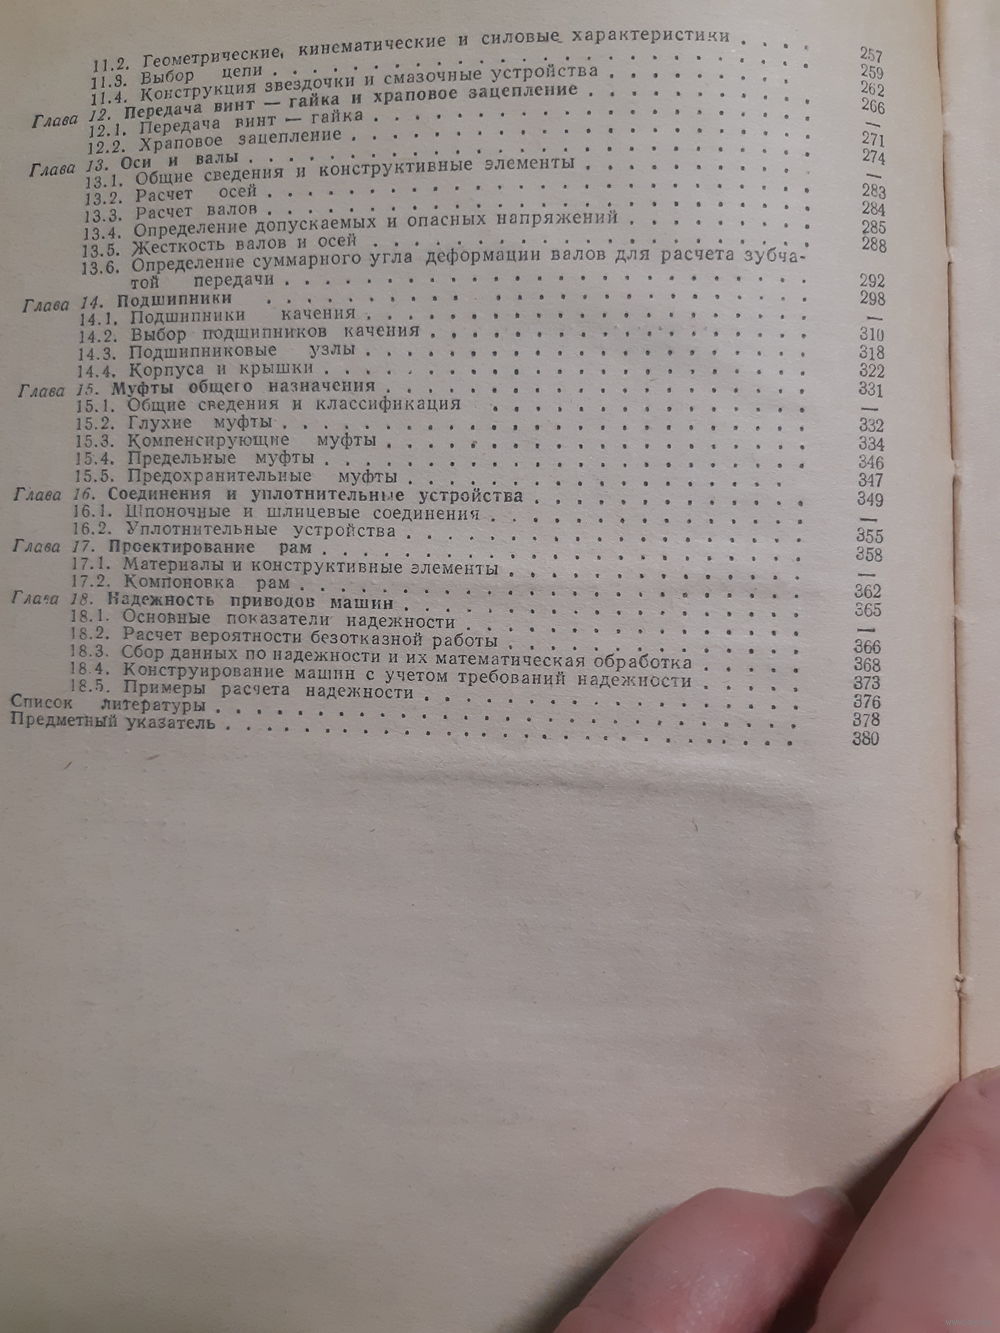 11.2. Геометрические, кинематические и силовые характеристики . . . . 257
11.3. Выбор цепи . . . . . . . . . . . . . . . . . . . . 259
11.4. Конструкция звездочки и смазочные устройства . . . . . . . . 262
Глава 12. Передача винт — гайка и храповое зацепление . . . . . . . . . 266
12.1. Передача винт — гайка . . . . . . . . . . . . . . . . —
12.2. Храповое зацепление . . . . . . . . . . . . . . . . . 271
Глава 13. Оси и валы . . . . . . . . . . . . . . . . . . . . 274
13.1. Общие сведения и конструктивные элементы . . . . . . . . . —
13.2. Расчет осей . . . . . . . . . . . . . . . . . . . . 283
13.3. Расчет валов . . . . . . . . . . . . . . . . . . . . 284
13.4. Определение допускаемых и опасных напряжений . . . . . . . 285
13.5. Жесткость валов и осей . . . . . . . . . . . . . . . . 288
13.6. Определение суммарного угла деформации валов для расчета зубча-
той передачи . . . . . . . . . . . . . . . . . . . . 292
Глава 14. Подшипники . . . . . . . . . . . . . . . . . . . . 298
14.1. Подшипники качения . . . . . . . . . . . . . . . . . —
14.2. Выбор подшипников качения . . . . . . . . . . . . . . 310
14.3. Подшипниковые узлы . . . . . . . . . . . . . . . . . 318
14.4. Корпуса и крышки . . . . . . . . . . . . . . . . . . 322
Глава 15. Муфты общего назначения . . . . . . . . . . . . . . . . 331
15.1. Общие сведения и классификация . . . . . . . . . . . . —
15.2. Глухие муфты . . . . . . . . . . . . . . . . . . . . 332
15.3. Компенсирующие муфты . . . . . . . . . . . . . . . . 334
15.4. Предельные муфты . . . . . . . . . . . . . . . . . . 346
15.5. Предохранительные муфты . . . . . . . . . . . . . . . 347
Глава 16. Соединения и уплотнительные устройства . . . . . . . . . . . 349
16.1. Шпоночные и шлицевые соединения . . . . . . . . . . . . —
16.2. Уплотнительные устройства . . . . . . . . . . . . . . . 355
Глава 17. Проектирование рам . . . . . . . . . . . . . . . . . . 358
17.1. Материалы и конструктивные элементы . . . . . . . . . . . —
17.2. Компоновка рам . . . . . . . . . . . . . . . . . . . 362
Глава 18. Надежность приводов машин . . . . . . . . . . . . . . . 365
18.1. Основные показатели надежности . . . . . . . . . . . . . —
18.2. Расчет вероятности безотказной работы . . . . . . . . . . . 366
18.3. Сбор данных по надежности и их математическая обработка . . . . 368
18.4. Конструирование машин с учетом требований надежности . . . . 373
18.5. Примеры расчета надежности . . . . . . . . . . . . . . 376
Список литературы . . . . . . . . . . . . . . . . . . . . . . 378
Предметный указатель . . . . . . . . . . . . . . . . . . . . . 380